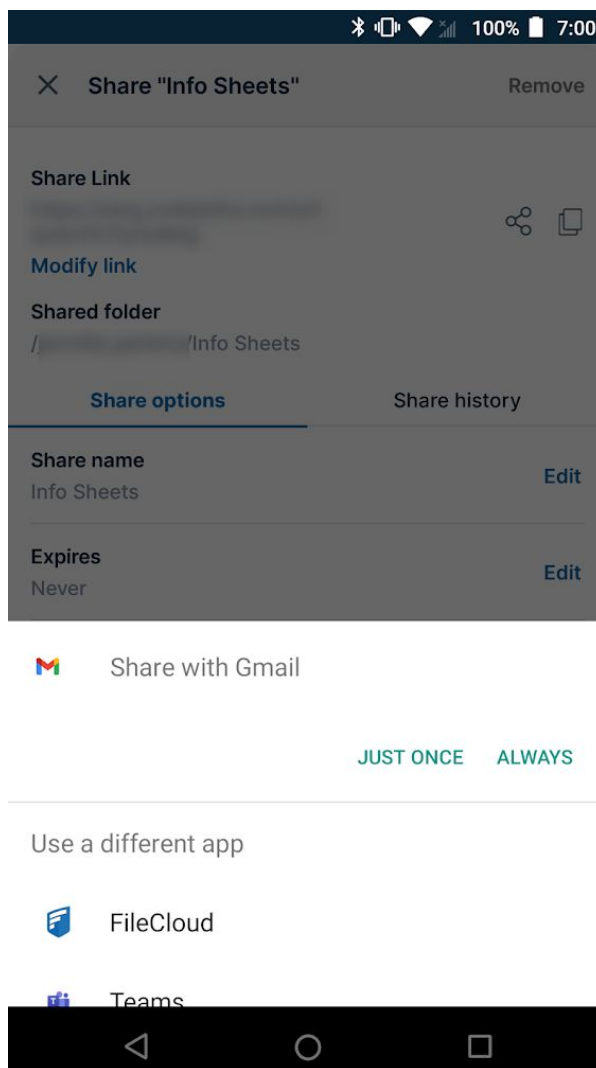 100% 7:00
Share "Info Sheets" Remove
Share Link
Modify link
Shared folder
/ /Info Sheets
Share options Share history
Share name
Info Sheets
Edit
Expires
Never
Edit
Share with Gmail
JUST ONCE ALWAYS
Use a different app
FileCloud
Teams